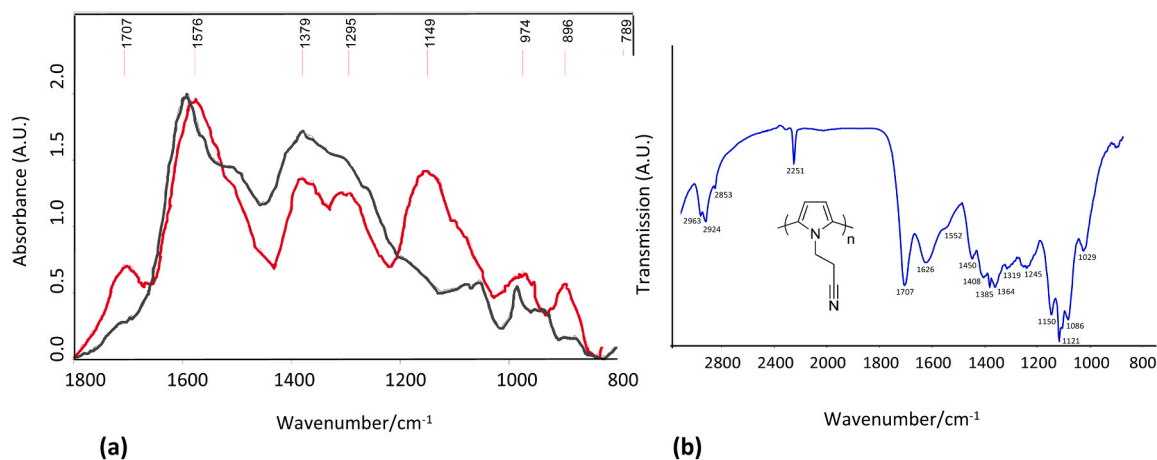 1707 1576 1379 1295 1149 974 896 789
Absorbance (A.U.)
2.0
1.5
1.0
0.5
0.0
1800 1600 1400 1200 1000 800
Wavenumber/cm-1
(a)
Transmission (A.U.)
2963
2924
2853
2251
1707
1626
1552
1450
1408
1385
1364
1319
1245
1150
1121
1086
1029
N
n
N
2800 2400 2000 1800 1600 1400 1200 1000
Wavenumber/cm-1
(b)